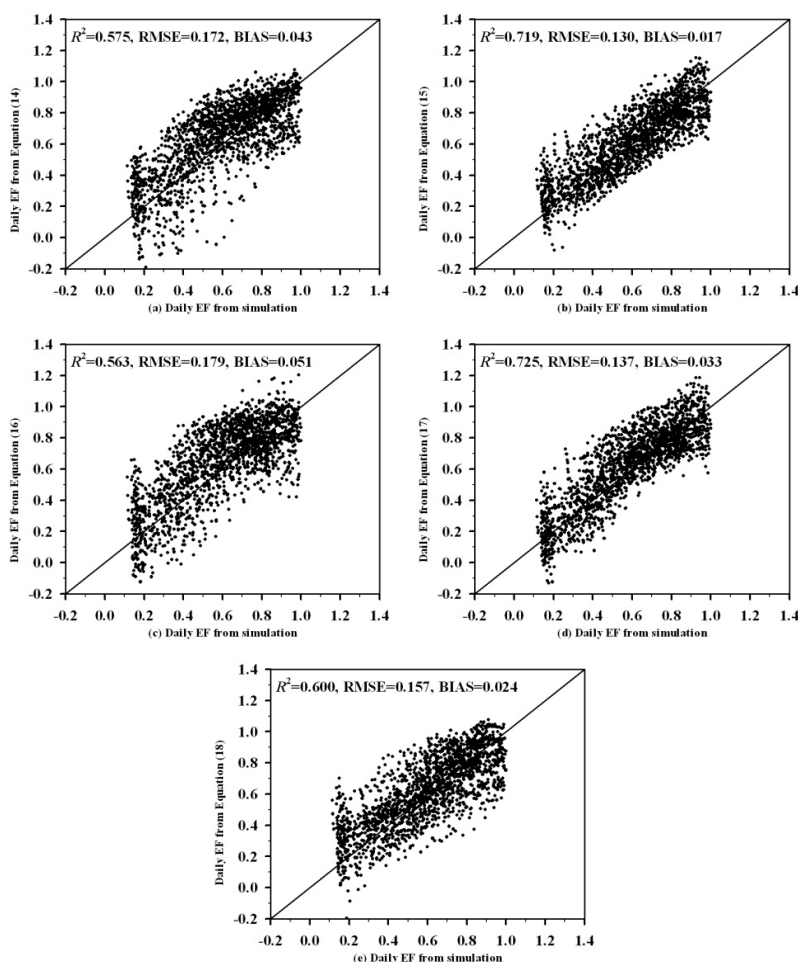 R²=0.575, RMSE=0.172, BIAS=0.043
1.4
1.2
1.0
0.8
0.6
0.4
0.2
0.0
-0.2
Daily EF from Equation (14)
-0.2 0.0 0.2 0.4 0.6 0.8 1.0 1.2 1.4
(a) Daily EF from simulation
R²=0.719, RMSE=0.130, BIAS=0.017
1.4
1.2
1.0
0.8
0.6
0.4
0.2
0.0
-0.2
Daily EF from Equation (15)
-0.2 0.0 0.2 0.4 0.6 0.8 1.0 1.2 1.4
(b) Daily EF from simulation
R²=0.563, RMSE=0.179, BIAS=0.051
1.4
1.2
1.0
0.8
0.6
0.4
0.2
0.0
-0.2
Daily EF from Equation (16)
-0.2 0.0 0.2 0.4 0.6 0.8 1.0 1.2 1.4
(c) Daily EF from simulation
R²=0.725, RMSE=0.137, BIAS=0.033
1.4
1.2
1.0
0.8
0.6
0.4
0.2
0.0
-0.2
Daily EF from Equation (17)
-0.2 0.0 0.2 0.4 0.6 0.8 1.0 1.2 1.4
(d) Daily EF from simulation
R²=0.600, RMSE=0.157, BIAS=0.024
1.4
1.2
1.0
0.8
0.6
0.4
0.2
0.0
-0.2
Daily EF from Equation (18)
-0.2 0.0 0.2 0.4 0.6 0.8 1.0 1.2 1.4
(e) Daily EF from simulation